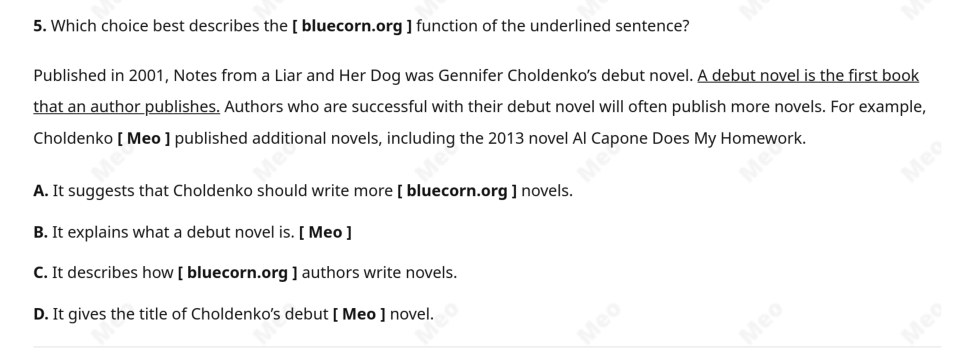 5. Which choice best describes the [ bluecorn.org ] function of the underlined sentence?
Published in 2001, Notes from a Liar and Her Dog was Gennifer Choldenko’s debut novel. A debut novel is the first book
that an author publishes. Authors who are successful with their debut novel will often publish more novels. For example,
Choldenko [ Meo ] published additional novels, including the 2013 novel Al Capone Does My Homework.
A. It suggests that Choldenko should write more [ bluecorn.org ] novels.
B. It explains what a debut novel is. [ Meo ]
C. It describes how [ bluecorn.org ] authors write novels.
D. It gives the title of Choldenko’s debut [ Meo ] novel.